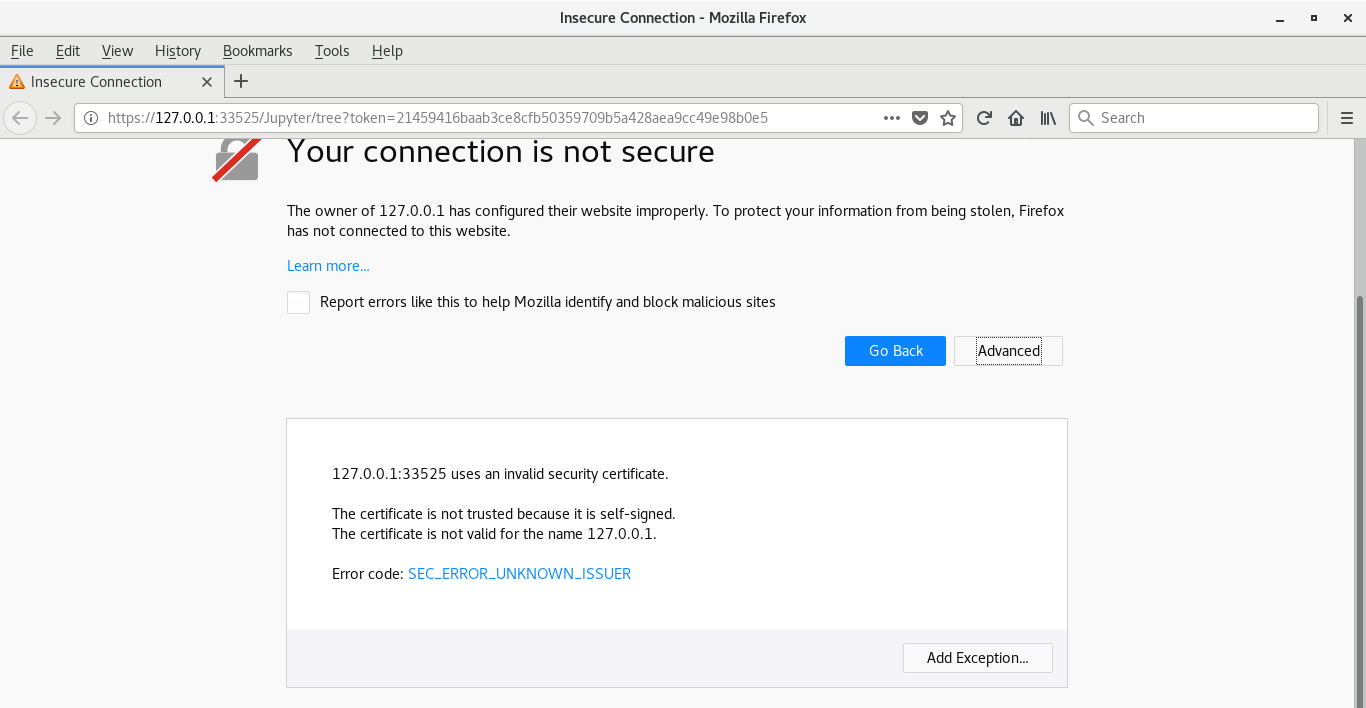 Insecure Connection - Mozilla Firefox
File Edit View History Bookmarks Tools Help
Insecure Connection
https://127.0.0.1:33525/Jupyter/tree?token=21459416baab3ce8cfb50359709b5a428aea9cc49e98b0e5
Search
Your connection is not secure
The owner of 127.0.0.1 has configured their website improperly. To protect your information from being stolen, Firefox
has not connected to this website.
Learn more...
Report errors like this to help Mozilla identify and block malicious sites
Go Back Advanced
127.0.0.1:33525 uses an invalid security certificate.
The certificate is not trusted because it is self-signed.
The certificate is not valid for the name 127.0.0.1.
Error code: SEC_ERROR_UNKNOWN_ISSUER
Add Exception...